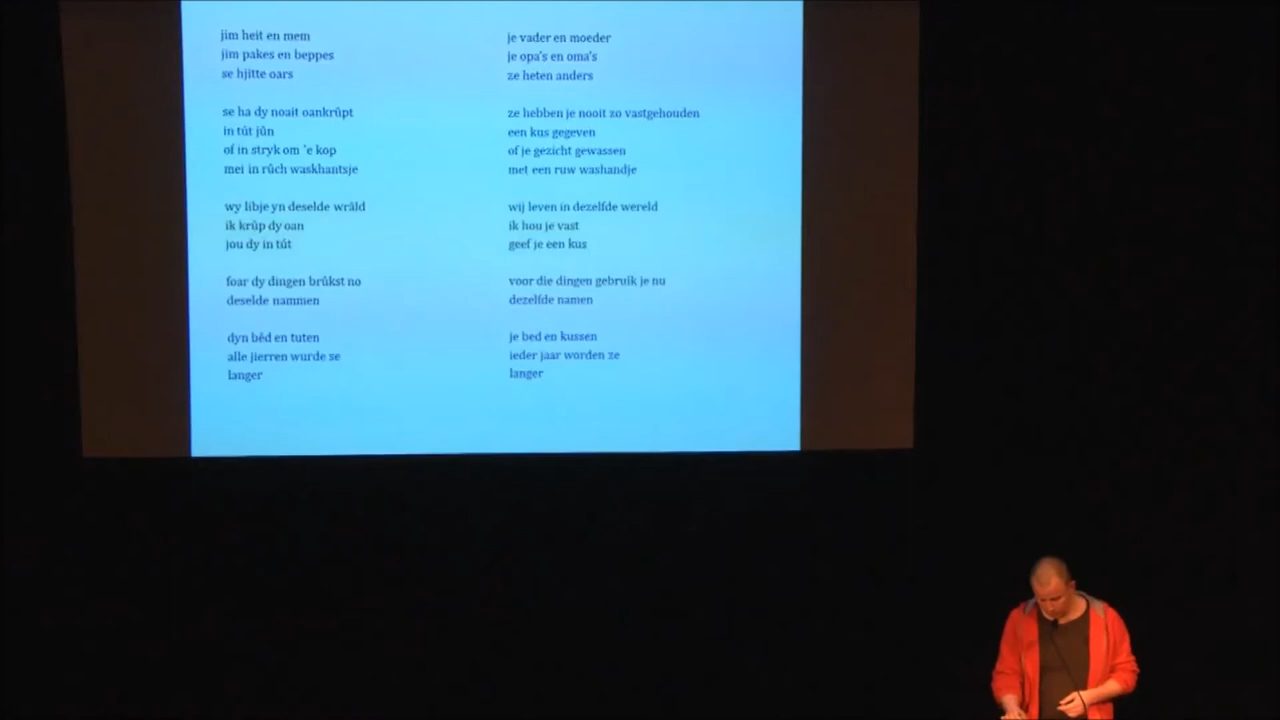 jim heit en mem
jim pakes en beppes
se hjitte oars
se ha dy noait oankrûpt
in tút jûn
of in stryk om 'e kop
mei in rûch waskhantsje
wy libje yn deselde wrâld
ik krûp dy oan
jou dy in tút
foar dy dingen brûkst no
deselde nammen
dyn bêd en tuten
alle jierren wurde se
langer
je vader en moeder
je opa's en oma's
ze heten anders
ze hebben je nooit zo vastgehouden
een kus gegeven
of je gezicht gewassen
met een ruw washandje
wij leven in dezelfde wereld
ik hou je vast
geef je een kus
voor die dingen gebruik je nu
dezelfde namen
je bed en kussen
ieder jaar worden ze
langer